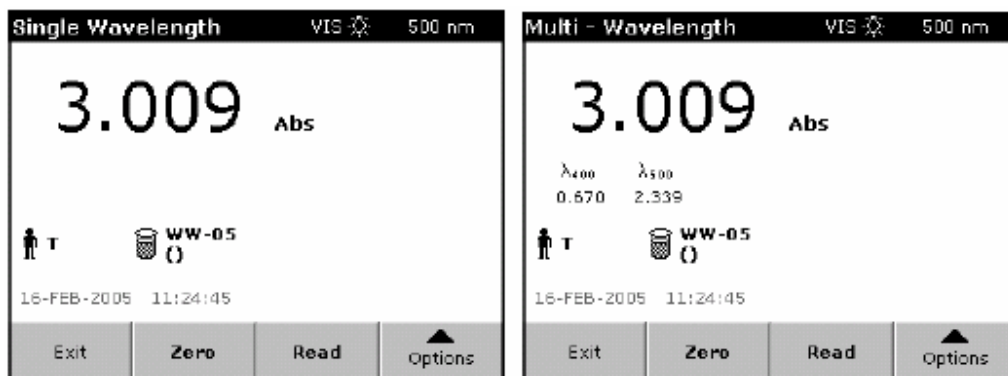 Single Wavelength VIS 500 nm
3.009 Abs
T WW-05
()
16-FEB-2005 11:24:45
Exit Zero Read Options
Multi - Wavelength VIS 500 nm
3.009 Abs
λ400 λ500
0.670 2.339
T WW-05
()
16-FEB-2005 11:24:45
Exit Zero Read Options